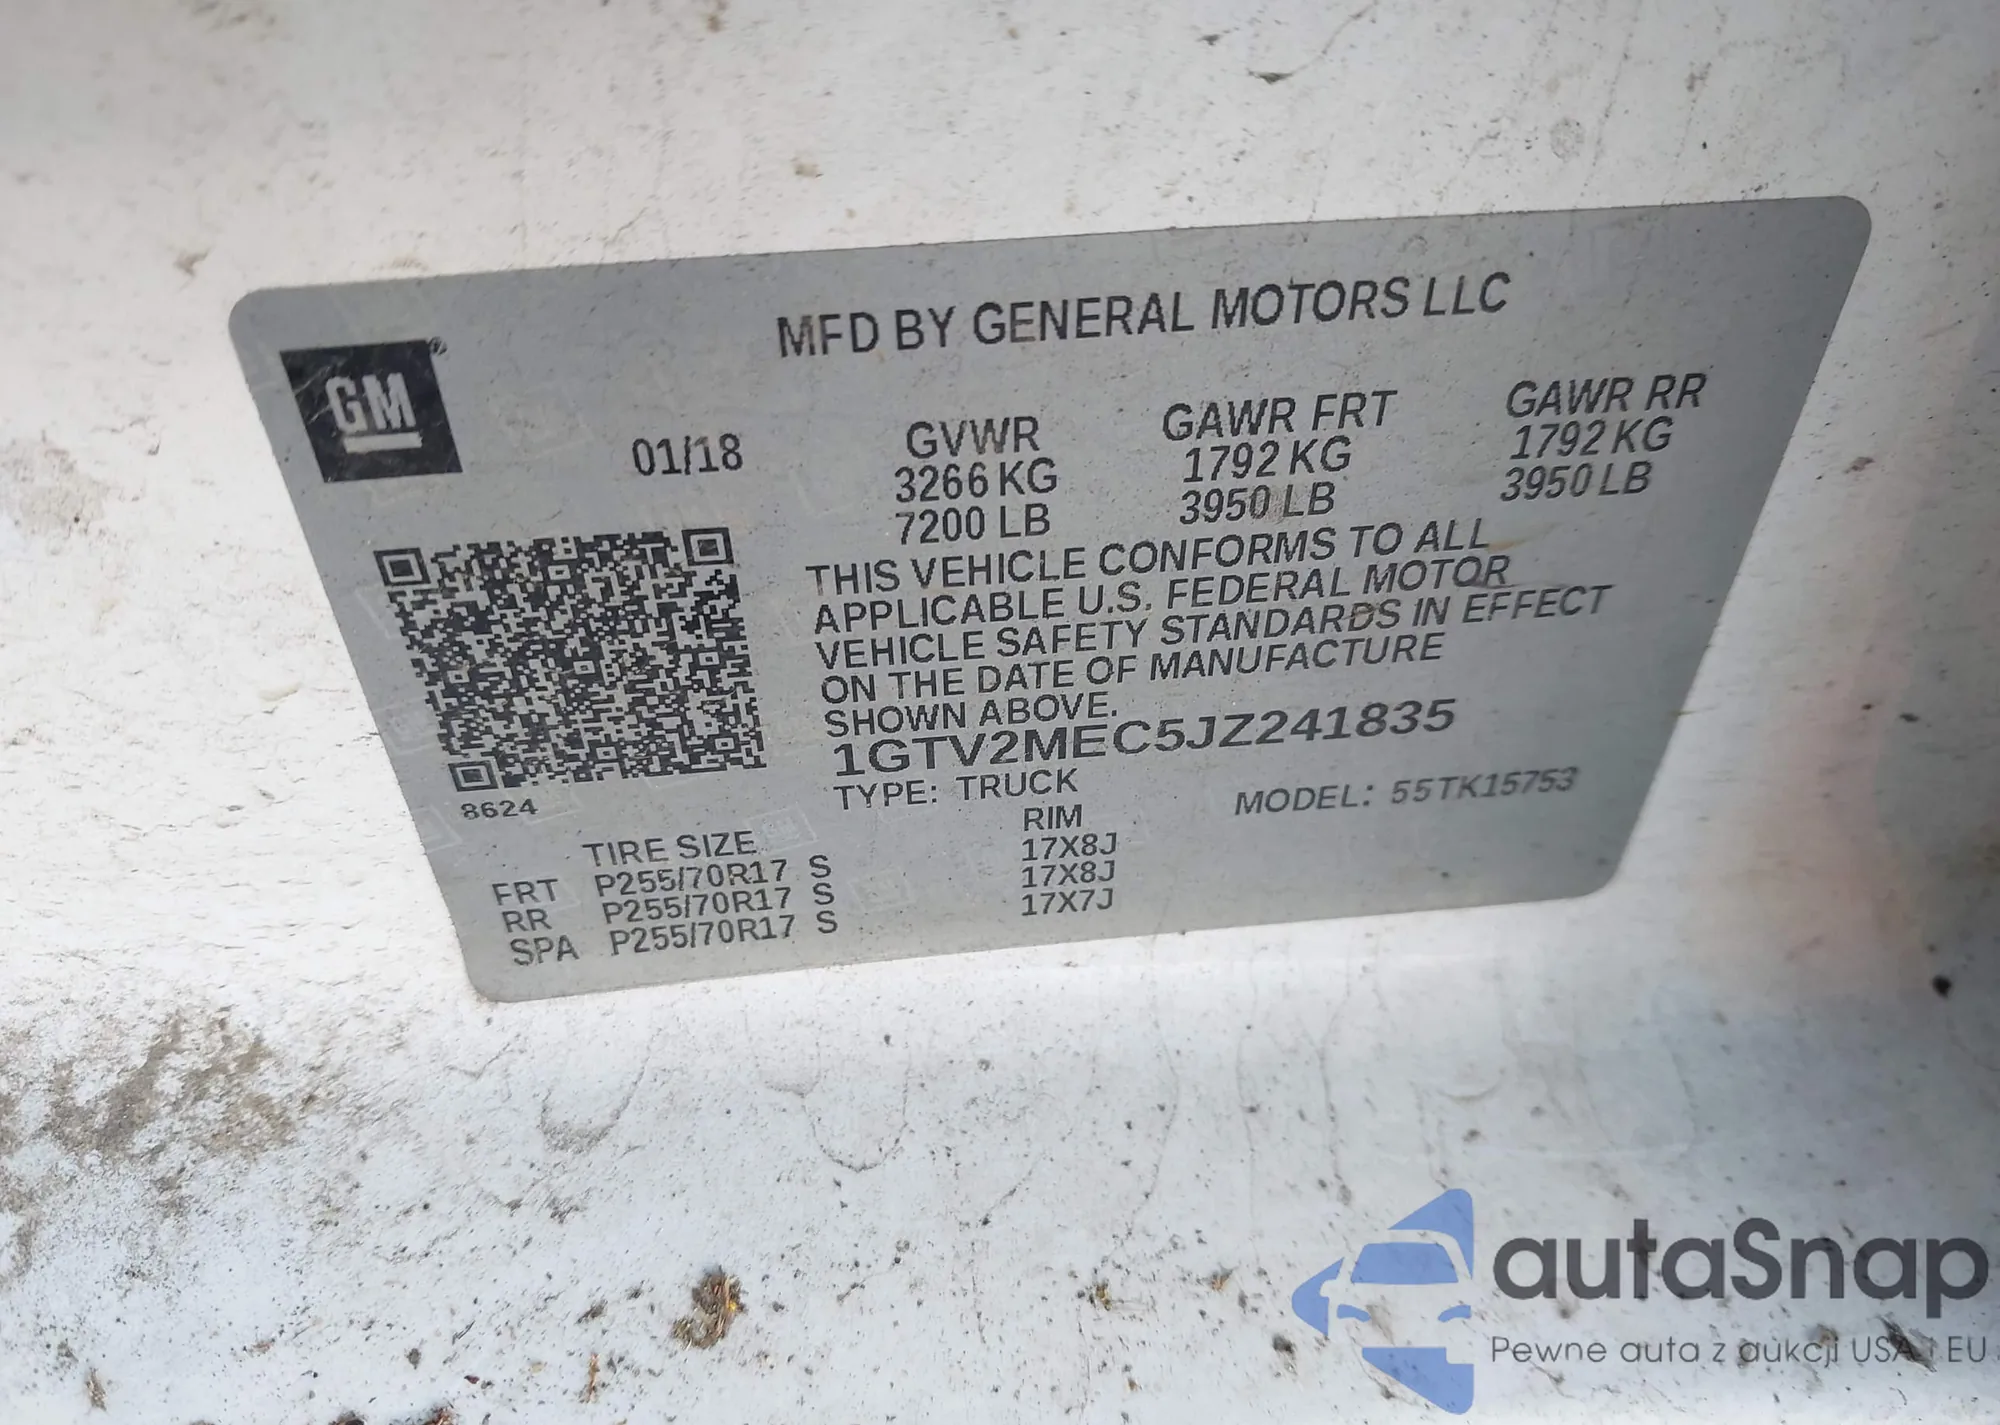 MFD BY GENERAL MOTORS LLC
GM
01/18
GVWR
3266 KG
7200 LB
GAWR FRT
1792 KG
3950 LB
GAWR RR
1792 KG
3950 LB
THIS VEHICLE CONFORMS TO ALL
APPLICABLE U.S. FEDERAL MOTOR
VEHICLE SAFETY STANDARDS IN EFFECT
ON THE DATE OF MANUFACTURE
SHOWN ABOVE.
1GTV2MEC5JZ241835
TYPE: TRUCK
MODEL: 55TK15753
8624
TIRE SIZE RIM
FRT P255/70R17 S 17X8J
RR P255/70R17 S 17X8J
SPA P255/70R17 S 17X7J
autaSnap
Pewne auta z aukcji USA i EU